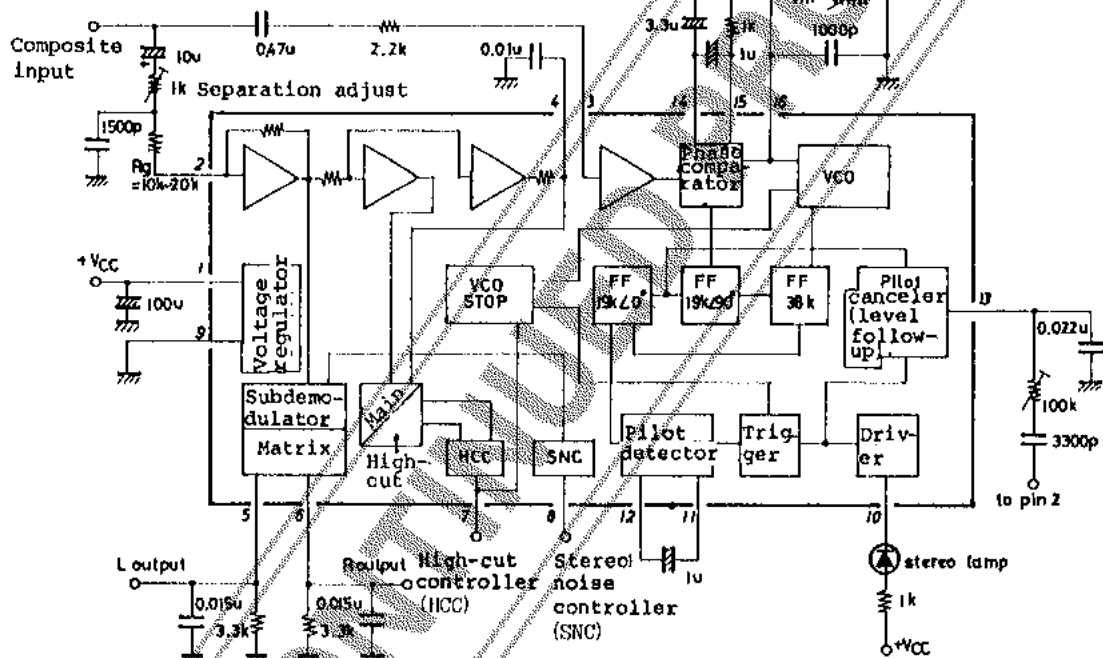 3.3u
1k
1u
1000p
Composite
input
10u
0.47u
2.2k
0.01u
1k Separation adjust
1500p
Rg
=10k~20k
4
3
14
15
16
2
Phase
compa
rator
VCO
+VCC
100u
1
9
Voltage
regulator
VCO
STOP
FF
19k∠0°
FF
19k∠90°
FF
38k
Pilot
canceler
(level
follow-
up)
13
0.022u
100k
3300p
to pin 2
Subdemo-
dulator
Matrix
Main
High-
cut
HCC
SNC
Pilot
detector
Trig-
ger
Driv-
er
5
6
7
8
12
11
10
L output
R output
High-cut
controller
(HCC)
Stereo
noise
controller
(SNC)
1u
stereo lamp
1k
+VCC
0.015u
3.3k
3.3k
0.015u